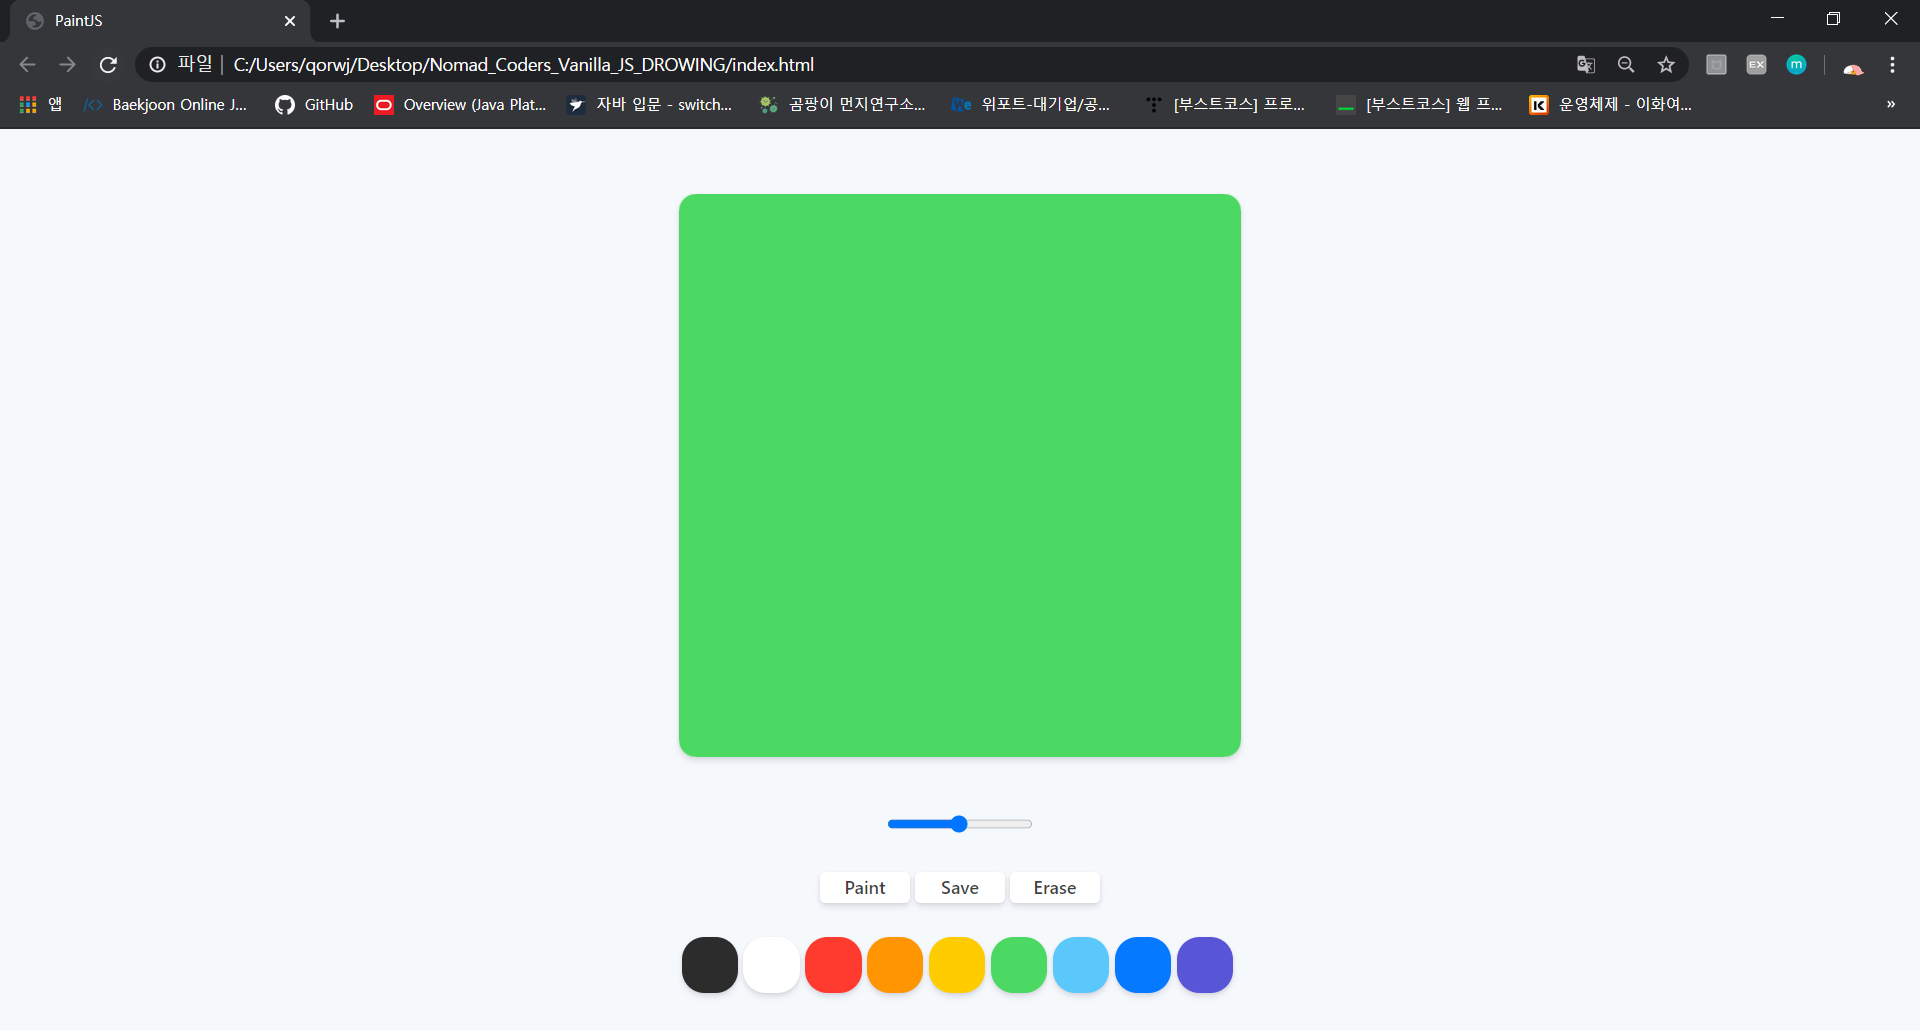 PaintJS
파일 C:/Users/qorwj/Desktop/Nomad_Coders_Vanilla_JS_DROWING/index.html
EX
m
앱 Baekjoon Online J... GitHub Overview (Java Plat... 자바 입문 - switch... 곰팡이 먼지연구소... We 위포트-대기업/공... [부스트코스] 프로... [부스트코스] 웹 프... K 운영체제 - 이화여... »
Paint Save Erase